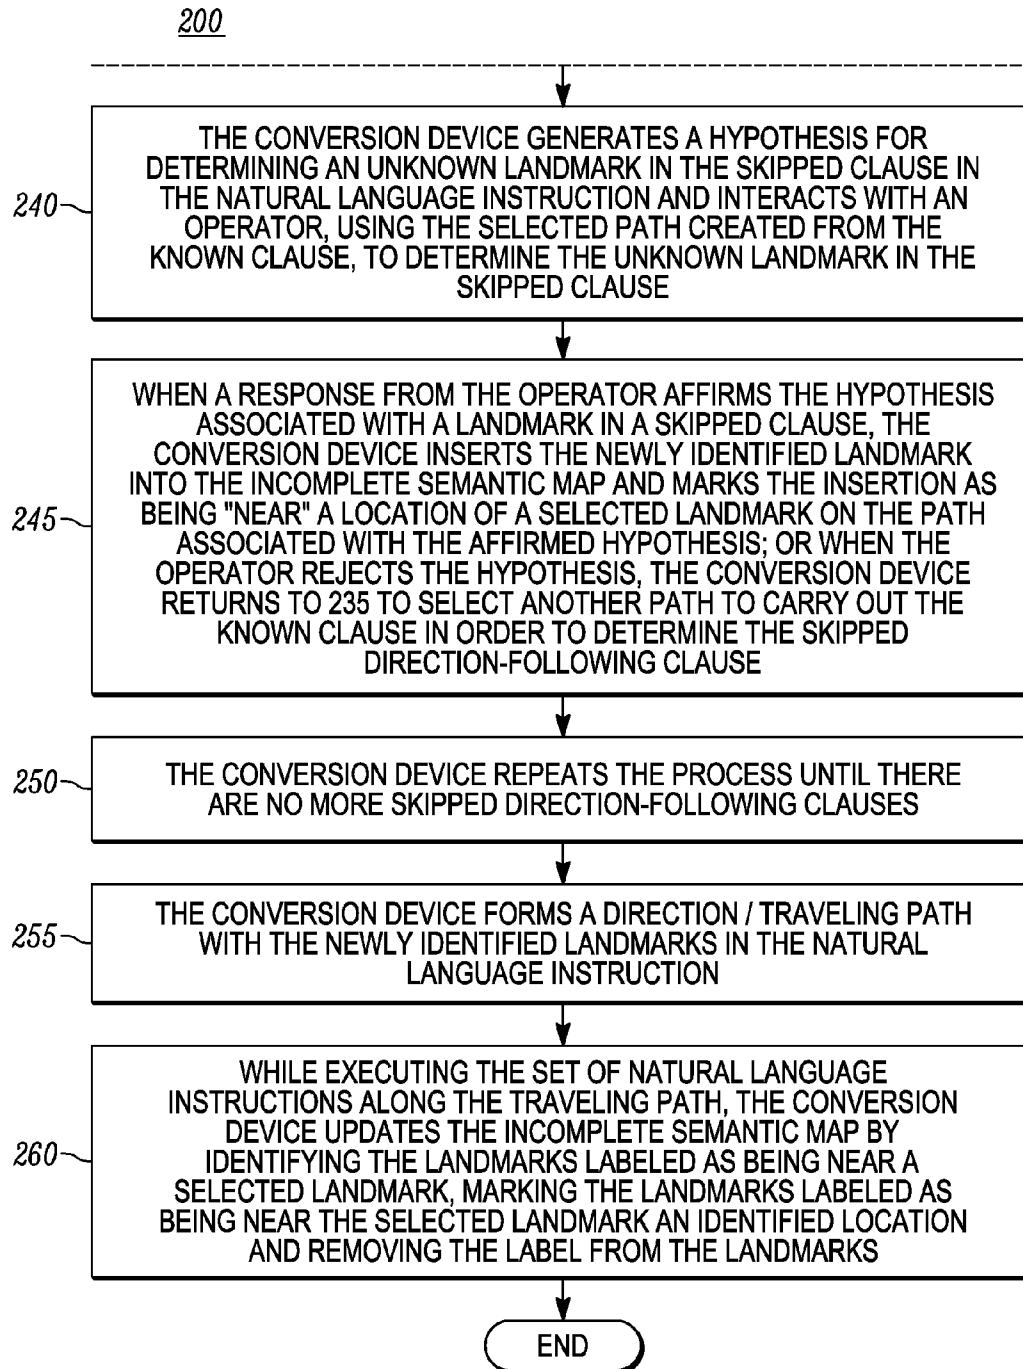 200
240
THE CONVERSION DEVICE GENERATES A HYPOTHESIS FOR
DETERMINING AN UNKNOWN LANDMARK IN THE SKIPPED CLAUSE IN
THE NATURAL LANGUAGE INSTRUCTION AND INTERACTS WITH AN
OPERATOR, USING THE SELECTED PATH CREATED FROM THE
KNOWN CLAUSE, TO DETERMINE THE UNKNOWN LANDMARK IN THE
SKIPPED CLAUSE
245
WHEN A RESPONSE FROM THE OPERATOR AFFIRMS THE HYPOTHESIS
ASSOCIATED WITH A LANDMARK IN A SKIPPED CLAUSE, THE
CONVERSION DEVICE INSERTS THE NEWLY IDENTIFIED LANDMARK
INTO THE INCOMPLETE SEMANTIC MAP AND MARKS THE INSERTION AS
BEING "NEAR" A LOCATION OF A SELECTED LANDMARK ON THE PATH
ASSOCIATED WITH THE AFFIRMED HYPOTHESIS; OR WHEN THE
OPERATOR REJECTS THE HYPOTHESIS, THE CONVERSION DEVICE
RETURNS TO 235 TO SELECT ANOTHER PATH TO CARRY OUT THE
KNOWN CLAUSE IN ORDER TO DETERMINE THE SKIPPED
DIRECTION-FOLLOWING CLAUSE
250
THE CONVERSION DEVICE REPEATS THE PROCESS UNTIL THERE
ARE NO MORE SKIPPED DIRECTION-FOLLOWING CLAUSES
255
THE CONVERSION DEVICE FORMS A DIRECTION / TRAVELING PATH
WITH THE NEWLY IDENTIFIED LANDMARKS IN THE NATURAL
LANGUAGE INSTRUCTION
260
WHILE EXECUTING THE SET OF NATURAL LANGUAGE
INSTRUCTIONS ALONG THE TRAVELING PATH, THE CONVERSION
DEVICE UPDATES THE INCOMPLETE SEMANTIC MAP BY
IDENTIFYING THE LANDMARKS LABELED AS BEING NEAR A
SELECTED LANDMARK, MARKING THE LANDMARKS LABELED AS
BEING NEAR THE SELECTED LANDMARK AN IDENTIFIED LOCATION
AND REMOVING THE LABEL FROM THE LANDMARKS
END